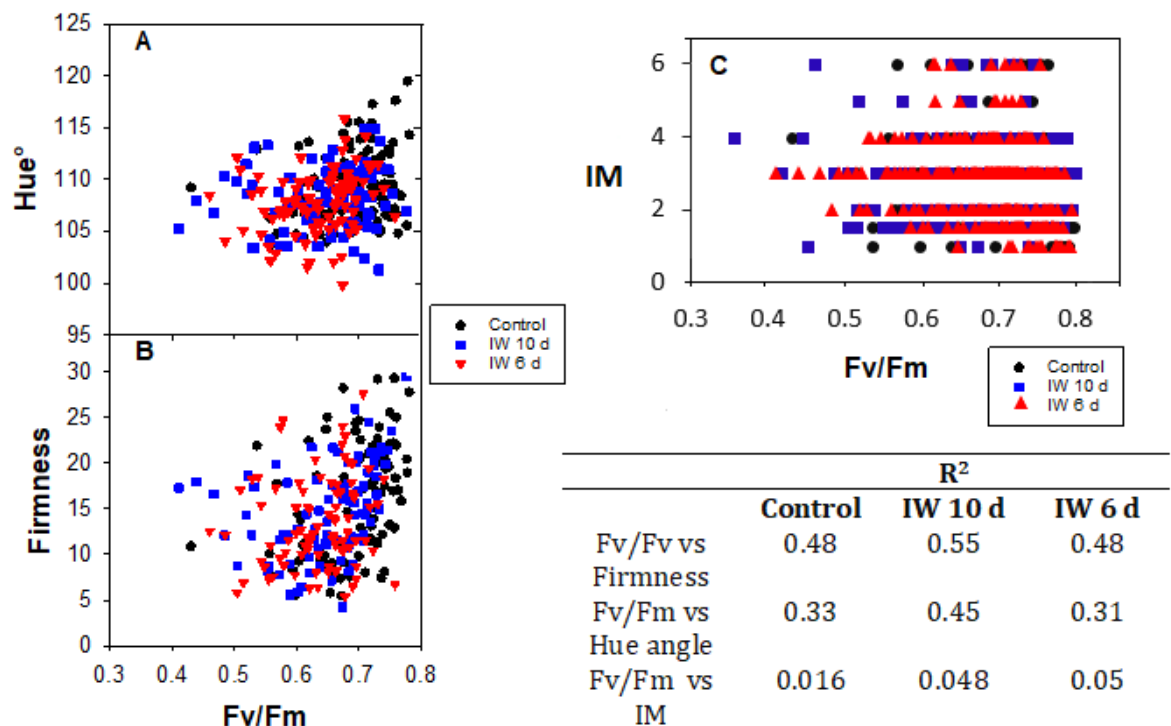 A
Hue°
125
120
115
110
105
100
95
B
Firmness
30
25
20
15
10
5
0
0.3 0.4 0.5 0.6 0.7 0.8
Fv/Fm
Control
IW 10 d
IW 6 d
C
IM
6
4
2
0
0.3 0.4 0.5 0.6 0.7 0.8
Fv/Fm
Control
IW 10 d
IW 6 d
R²
Control IW 10 d IW 6 d
Fv/Fv vs 0.48 0.55 0.48
Firmness
Fv/Fm vs 0.33 0.45 0.31
Hue angle
Fv/Fm vs 0.016 0.048 0.05
IM